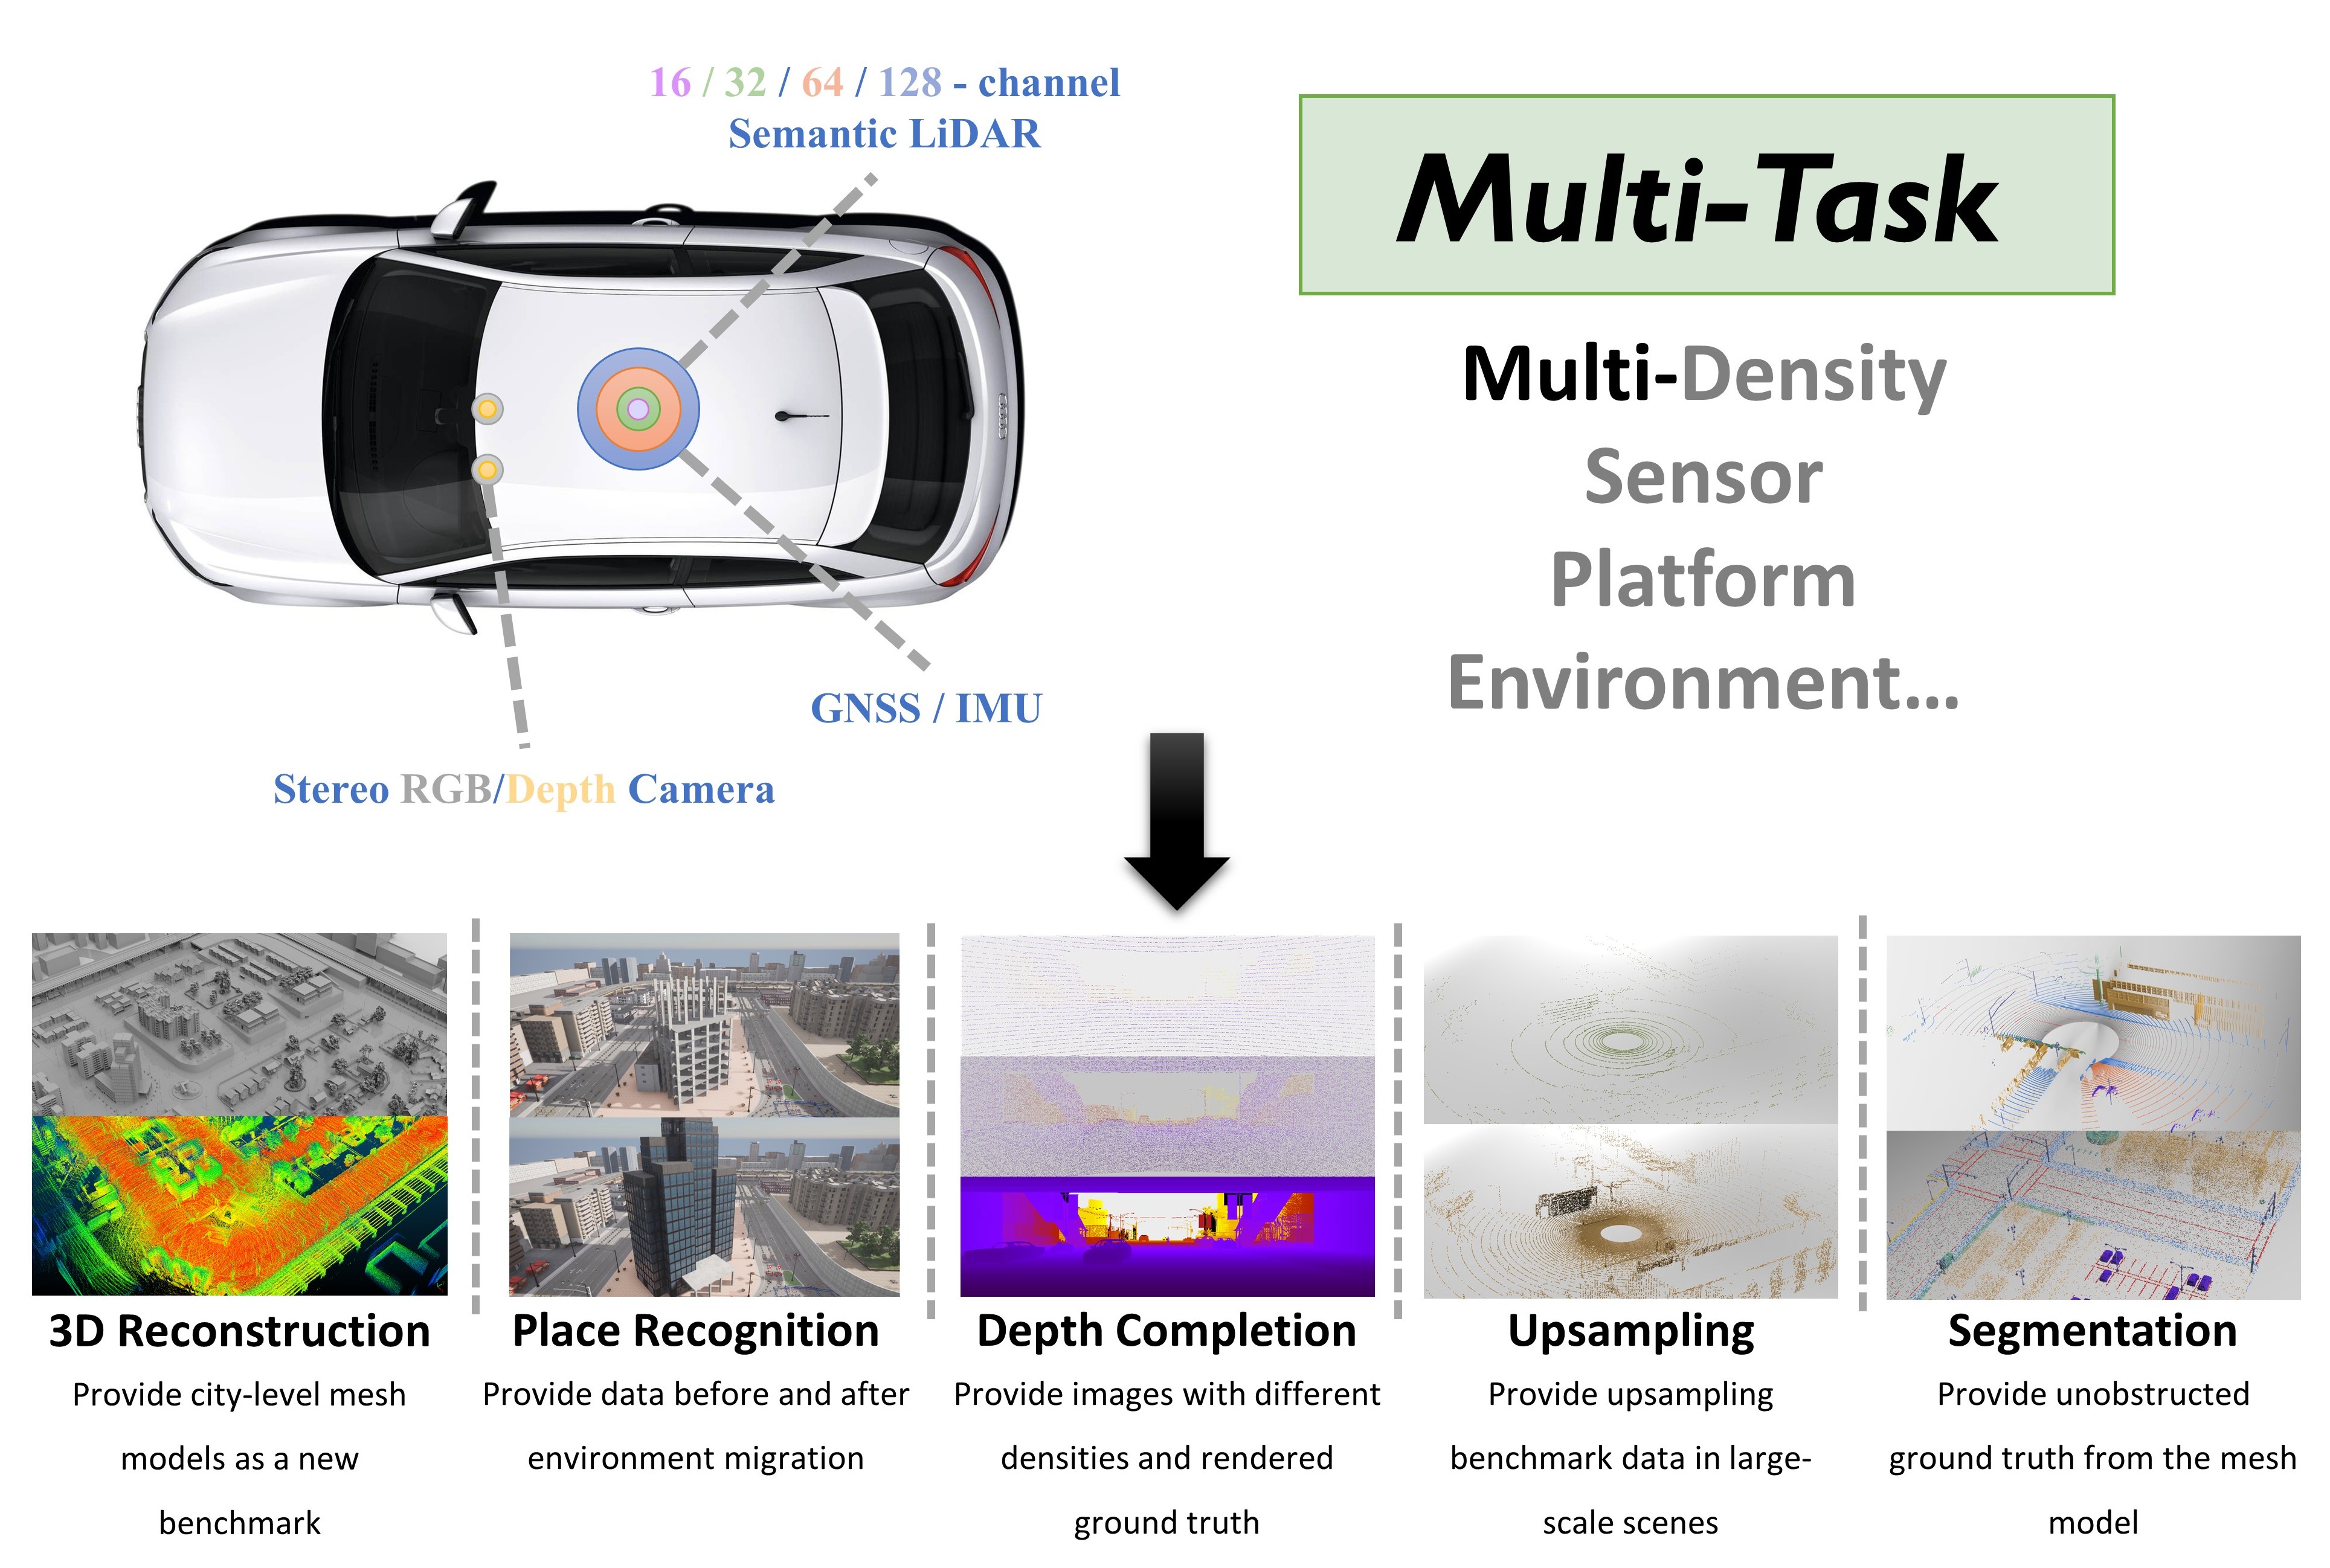 16 / 32 / 64 / 128 - channel
Semantic LiDAR
GNSS / IMU
Stereo RGB/Depth Camera
Multi-Task
Multi-Density
Sensor
Platform
Environment...
3D Reconstruction
Provide city-level mesh
models as a new
benchmark
Place Recognition
Provide data before and after
environment migration
Depth Completion
Provide images with different
densities and rendered
ground truth
Upsampling
Provide upsampling
benchmark data in large-
scale scenes
Segmentation
Provide unobstructed
ground truth from the mesh
model